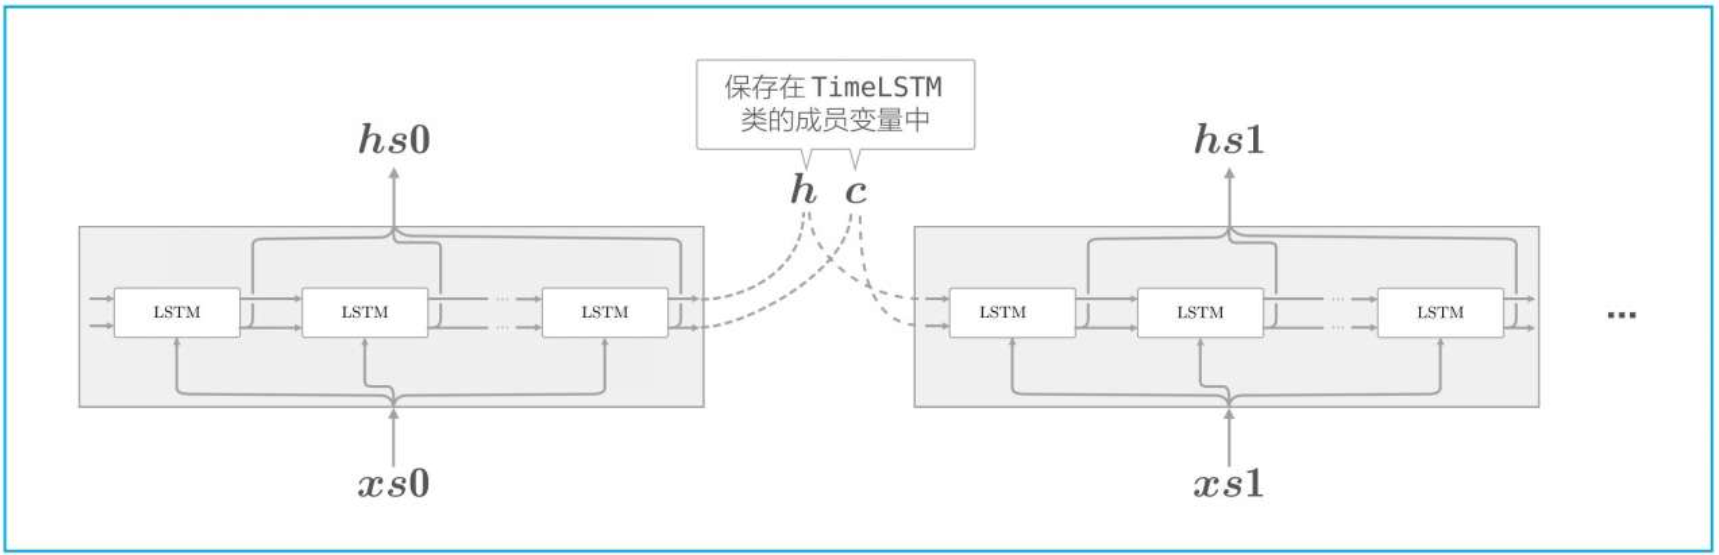 保存在 TimeLSTM
类的成员变量中
hs0
h c
hs1
LSTM LSTM ... LSTM
LSTM LSTM ... LSTM
...
xs0
xs1